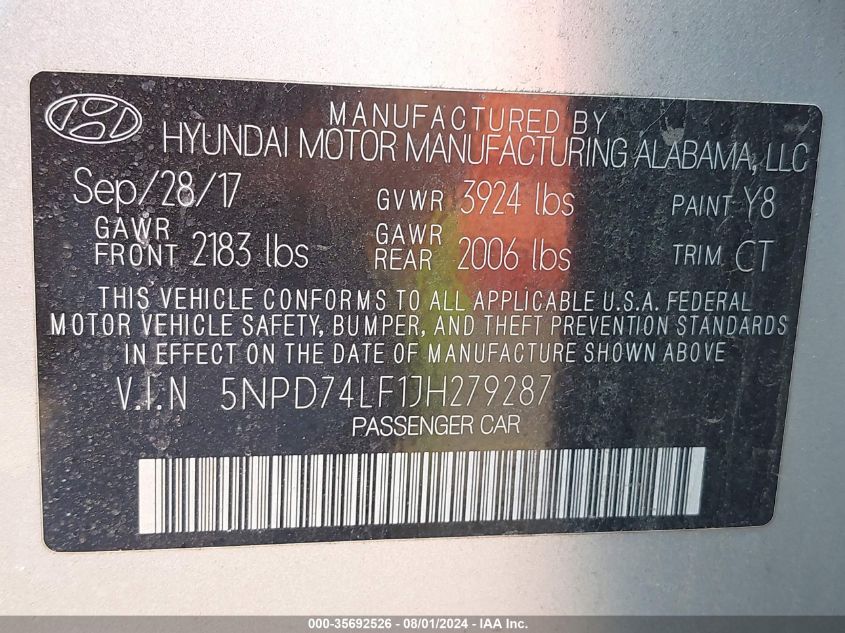 MANUFACTURED BY
HYUNDAI MOTOR MANUFACTURING ALABAMA, LLC
Sep/28/17 GVWR 3924 lbs PAINT Y8
GAWR FRONT 2183 lbs GAWR REAR 2006 lbs TRIM CT
THIS VEHICLE CONFORMS TO ALL APPLICABLE U.S.A. FEDERAL
MOTOR VEHICLE SAFETY, BUMPER, AND THEFT PREVENTION STANDARDS
IN EFFECT ON THE DATE OF MANUFACTURE SHOWN ABOVE
V.I.N 5NPD74LF1JH279287
PASSENGER CAR
000-35692526 - 08/01/2024 - IAA Inc.